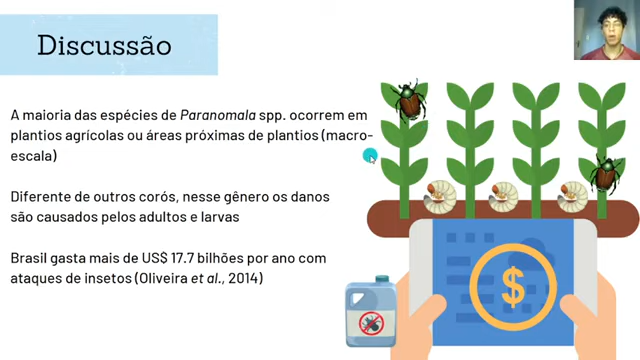 Discussão
A maioria das espécies de Paranomala spp. ocorrem em
plantios agrícolas ou áreas próximas de plantios (macro-
escala)
Diferente de outros corós, nesse gênero os danos
são causados pelos adultos e larvas
Brasil gasta mais de US$ 17.7 bilhões por ano com
ataques de insetos (Oliveira et al., 2014)
$